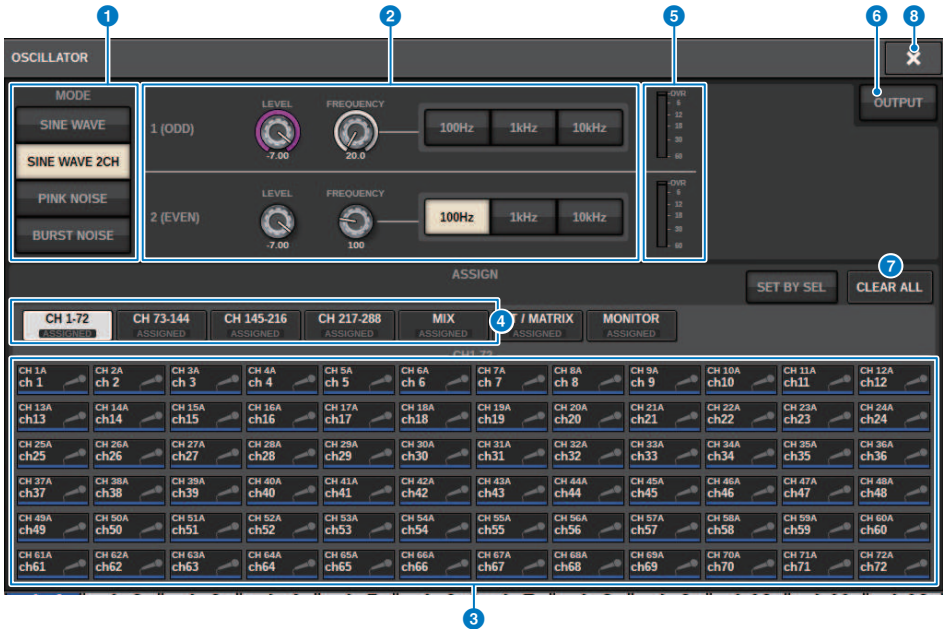 1 2 5 6 8
OSCILLATOR
MODE
SINE WAVE
SINE WAVE 2CH
PINK NOISE
BURST NOISE
1 (ODD)
LEVEL
-7.00
FREQUENCY
20.0
100Hz 1kHz 10kHz
OVR
6
12
18
30
60
OUTPUT
2 (EVEN)
LEVEL
-7.00
FREQUENCY
100
100Hz 1kHz 10kHz
OVR
6
12
18
30
60
ASSIGN
SET BY SEL
7
CLEAR ALL
CH 1-72 CH 73-144 CH 145-216 CH 217-288 MIX 4 T / MATRIX MONITOR
ASSIGNED ASSIGNED ASSIGNED ASSIGNED ASSIGNED ASSIGNED ASSIGNED
CH1-72
CH 1A CH 2A CH 3A CH 4A CH 5A CH 6A CH 7A CH 8A CH 9A CH 10A CH 11A CH 12A
ch 1 ch 2 ch 3 ch 4 ch 5 ch 6 ch 7 ch 8 ch 9 ch10 ch11 ch12
CH 13A CH 14A CH 15A CH 16A CH 17A CH 18A CH 19A CH 20A CH 21A CH 22A CH 23A CH 24A
ch13 ch14 ch15 ch16 ch17 ch18 ch19 ch20 ch21 ch22 ch23 ch24
CH 25A CH 26A CH 27A CH 28A CH 29A CH 30A CH 31A CH 32A CH 33A CH 34A CH 35A CH 36A
ch25 ch26 ch27 ch28 ch29 ch30 ch31 ch32 ch33 ch34 ch35 ch36
CH 37A CH 38A CH 39A CH 40A CH 41A CH 42A CH 43A CH 44A CH 45A CH 46A CH 47A CH 48A
ch37 ch38 ch39 ch40 ch41 ch42 ch43 ch44 ch45 ch46 ch47 ch48
CH 49A CH 50A CH 51A CH 52A CH 53A CH 54A CH 55A CH 56A CH 57A CH 58A CH 59A CH 60A
ch49 ch50 ch51 ch52 ch53 ch54 ch55 ch56 ch57 ch58 ch59 ch60
CH 61A CH 62A CH 63A CH 64A CH 65A CH 66A CH 67A CH 68A CH 69A CH 70A CH 71A CH 72A
ch61 ch62 ch63 ch64 ch65 ch66 ch67 ch68 ch69 ch70 ch71 ch72
3